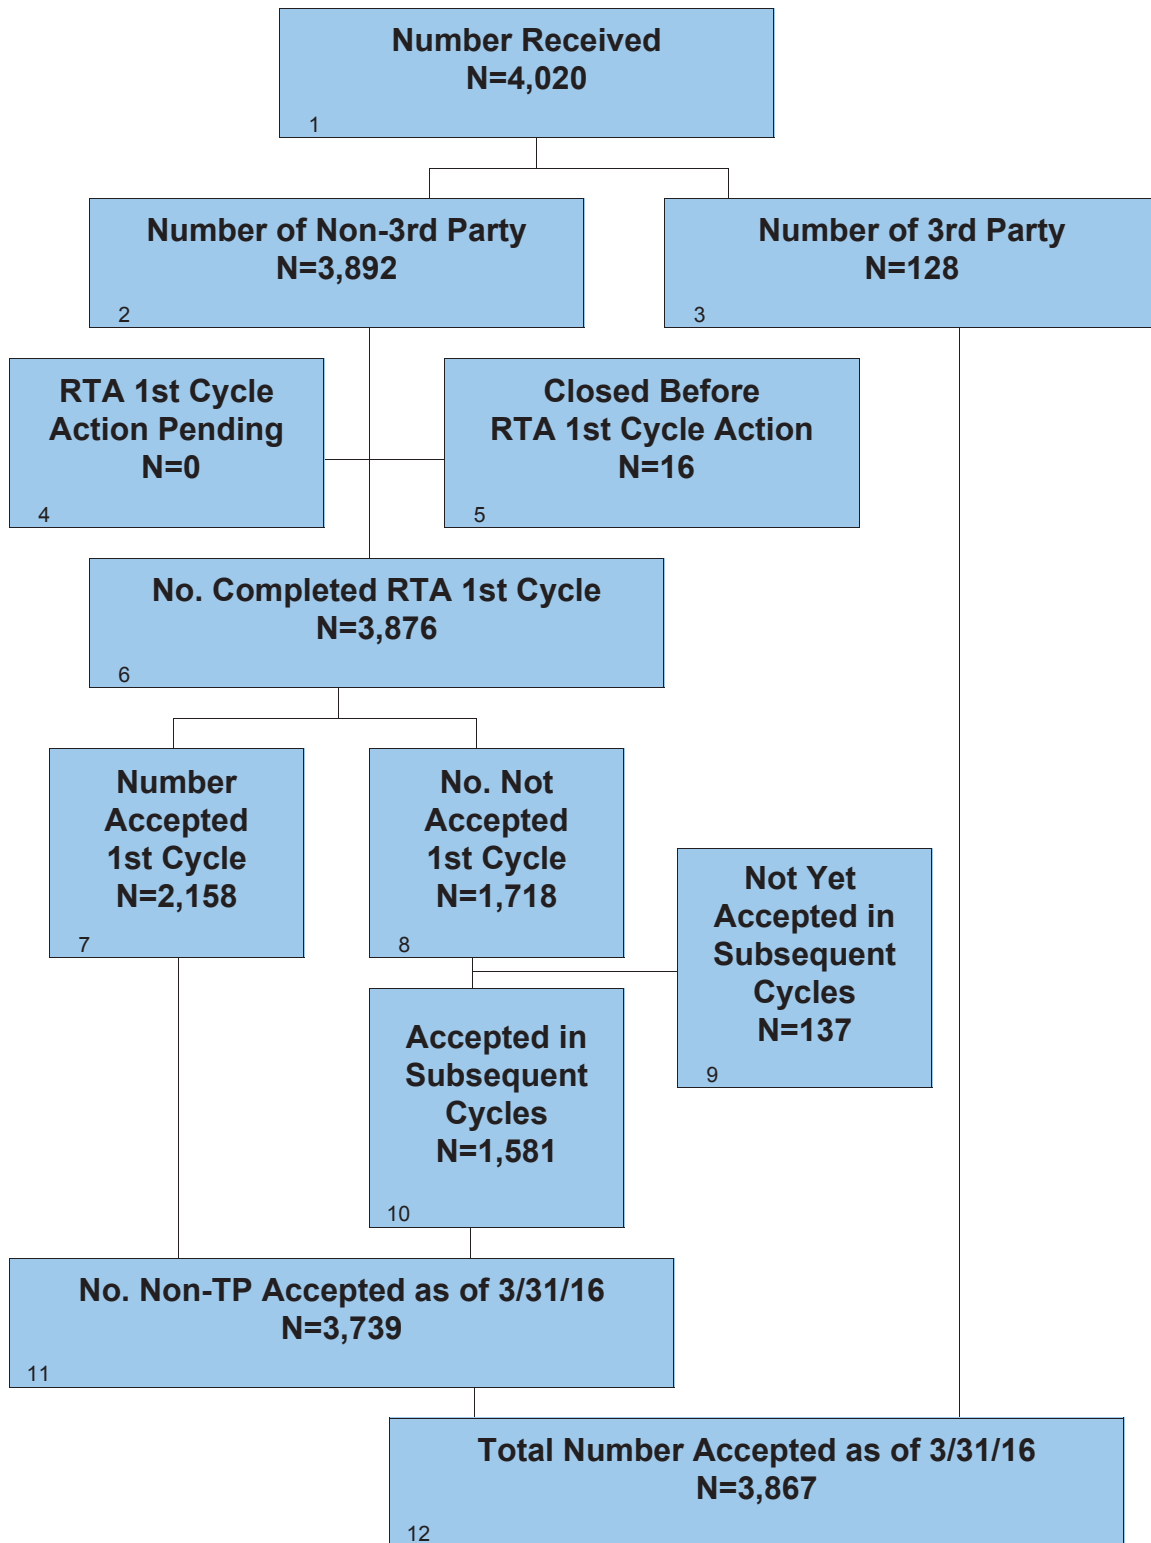 Number Received
N=4,020
1
Number of Non-3rd Party
N=3,892
2
Number of 3rd Party
N=128
3
RTA 1st Cycle
Action Pending
N=0
4
Closed Before
RTA 1st Cycle Action
N=16
5
No. Completed RTA 1st Cycle
N=3,876
6
Number
Accepted
1st Cycle
N=2,158
7
No. Not
Accepted
1st Cycle
N=1,718
8
Not Yet
Accepted in
Subsequent
Cycles
N=137
9
Accepted in
Subsequent
Cycles
N=1,581
10
No. Non-TP Accepted as of 3/31/16
N=3,739
11
Total Number Accepted as of 3/31/16
N=3,867
12